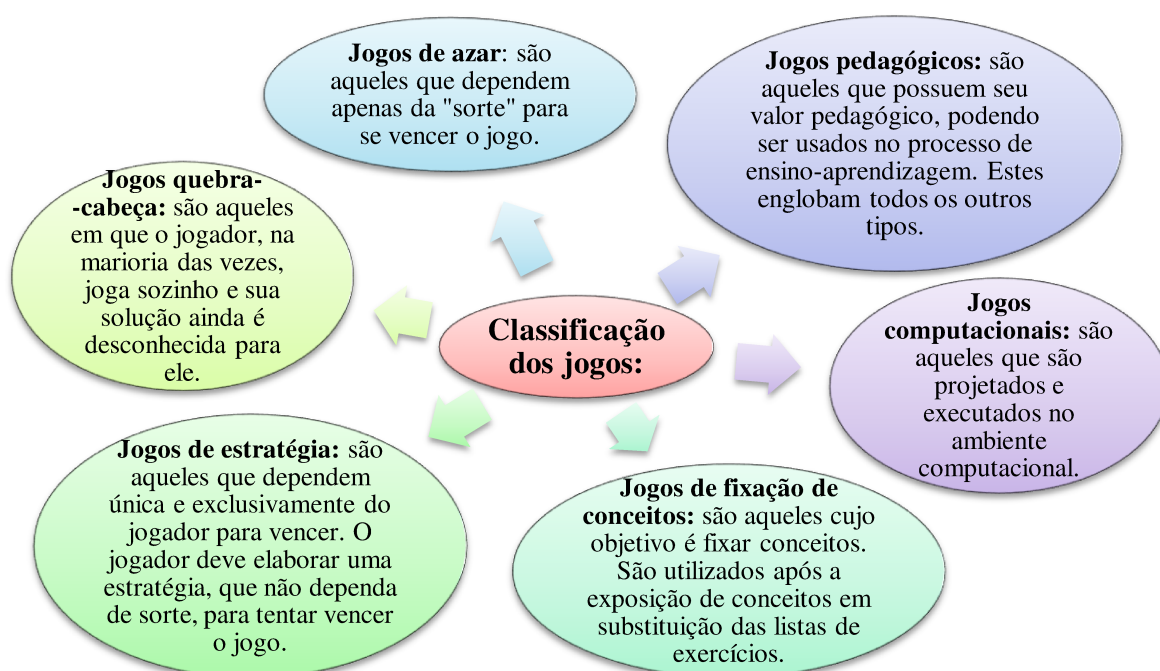 Jogos de azar: são
aqueles que dependem
apenas da "sorte" para
se vencer o jogo.
Jogos pedagógicos: são
aqueles que possuem seu
valor pedagógico, podendo
ser usados no processo de
ensino-aprendizagem. Estes
englobam todos os outros
tipos.
Jogos quebra-
-cabeça: são aqueles
em que o jogador, na
marioria das vezes,
joga sozinho e sua
solução ainda é
desconhecida para
ele.
Classificação
dos jogos:
Jogos
computacionais: são
aqueles que são
projetados e
executados no
ambiente
computacional.
Jogos de estratégia: são
aqueles que dependem
única e exclusivamente do
jogador para vencer. O
jogador deve elaborar uma
estratégia, que não dependa
de sorte, para tentar vencer
o jogo.
Jogos de fixação de
conceitos: são aqueles cujo
objetivo é fixar conceitos.
São utilizados após a
exposição de conceitos em
substituição das listas de
exercícios.